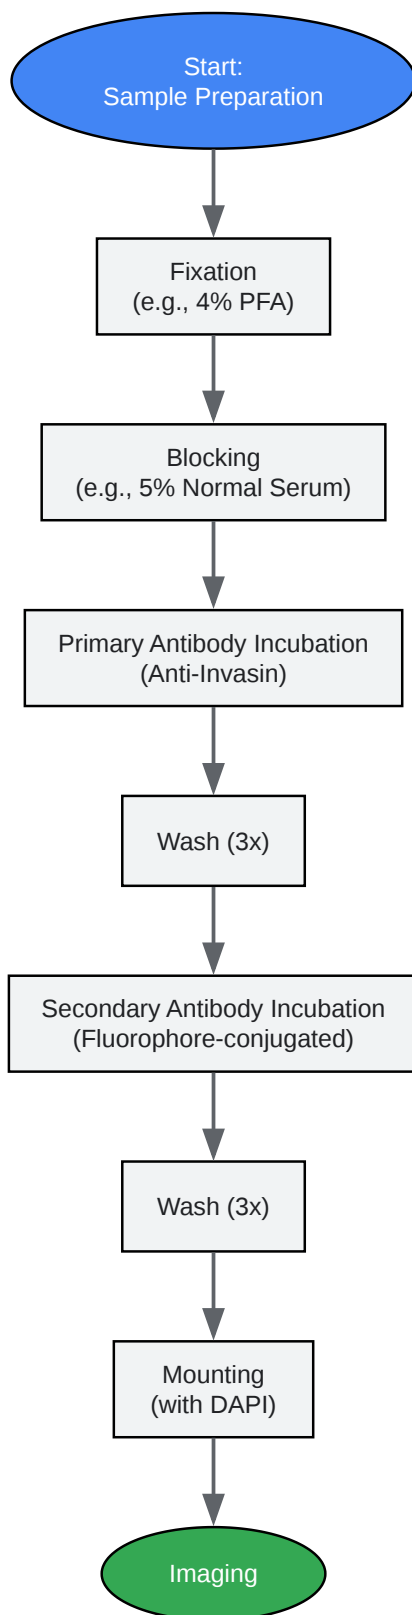 Start:
Sample Preparation
Fixation
(e.g., 4% PFA)
Blocking
(e.g., 5% Normal Serum)
Primary Antibody Incubation
(Anti-Invasin)
Wash (3x)
Secondary Antibody Incubation
(Fluorophore-conjugated)
Wash (3x)
Mounting
(with DAPI)
Imaging